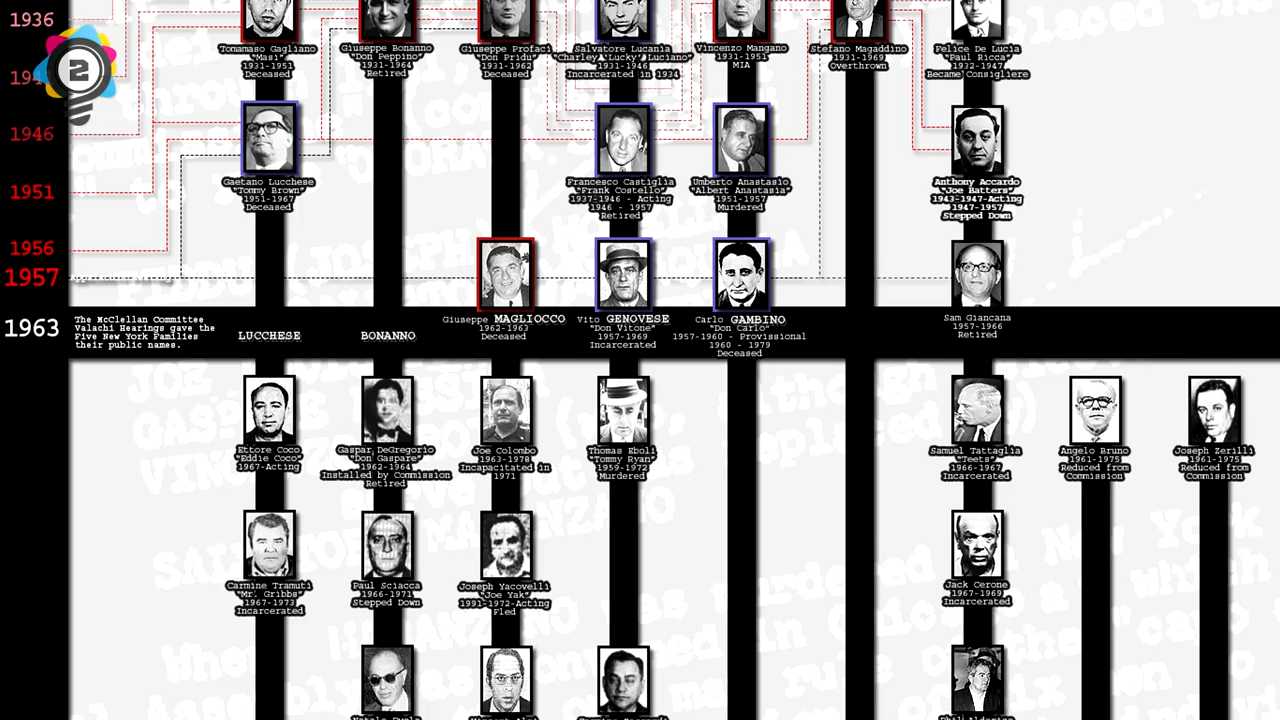 1936
2
1946
1951
1956
1957
1963
Tomamaso Gagliano
"Masi"
1931-1951
Deceased
Giuseppe Bonanno
"Don Peppino"
1931-1964
Retired
Giuseppe Profaci
"Don Pridu"
1931-1962
Deceased
Salvatore Lucania
"Charley "Lucky" Luciano"
1931-1946
Incarcerated in 1934
Vincenzo Mangano
1931-1951
MIA
Stefano Magaddino
1931-1969
Overthrown
Felice De Lucia
"Paul Ricca"
1932-1947
Became Consigliere
Gaetano Lucchese
"Tommy Brown"
1951-1967
Deceased
Francesco Castiglia
"Frank Costello"
1937-1946 - Acting
1946 - 1957
Retired
Umberto Anastasio
"Albert Anastasia"
1951-1957
Murdered
Anthony Accardo
"Joe Batters"
1943-1947-Acting
1947-1957
Stepped Down
The McClellan Committee
Valachi Hearings gave the
Five New York Families
their public names.
LUCCHESE
BONANNO
Giuseppe MAGLIOCCO
1962-1963
Deceased
Vito GENOVESE
"Don Vitone"
1957-1969
Incarcerated
Carlo GAMBINO
"Don Carlo"
1957-1960 - Provissional
1960 - 1979
Deceased
Sam Giancana
1957-1966
Retired
Ettore Coco
"Eddie Coco"
1967-Acting
Gaspar DeGregorio
"Don Gaspare"
1962-1964
Installed by Commission
Retired
Joe Colombo
1963-1978
Incapacitated in
1971
Thomas Eboli
"Tommy Ryan"
1959-1972
Murdered
Samuel Tattaglia
"Teets"
1966-1967
Incarcerated
Angelo Bruno
1961-1975
Reduced from
Commission
Joseph Zerilli
1961-1975
Reduced from
Commission
Carmine Tramuti
"Mr. Gribbs"
1967-1973
Incarcerated
Paul Sciacca
1966-1971
Stepped Down
Joseph Yacovelli
"Joe Yak"
1991-1972-Acting
Fled
Jack Cerone
1967-1969
Incarcerated